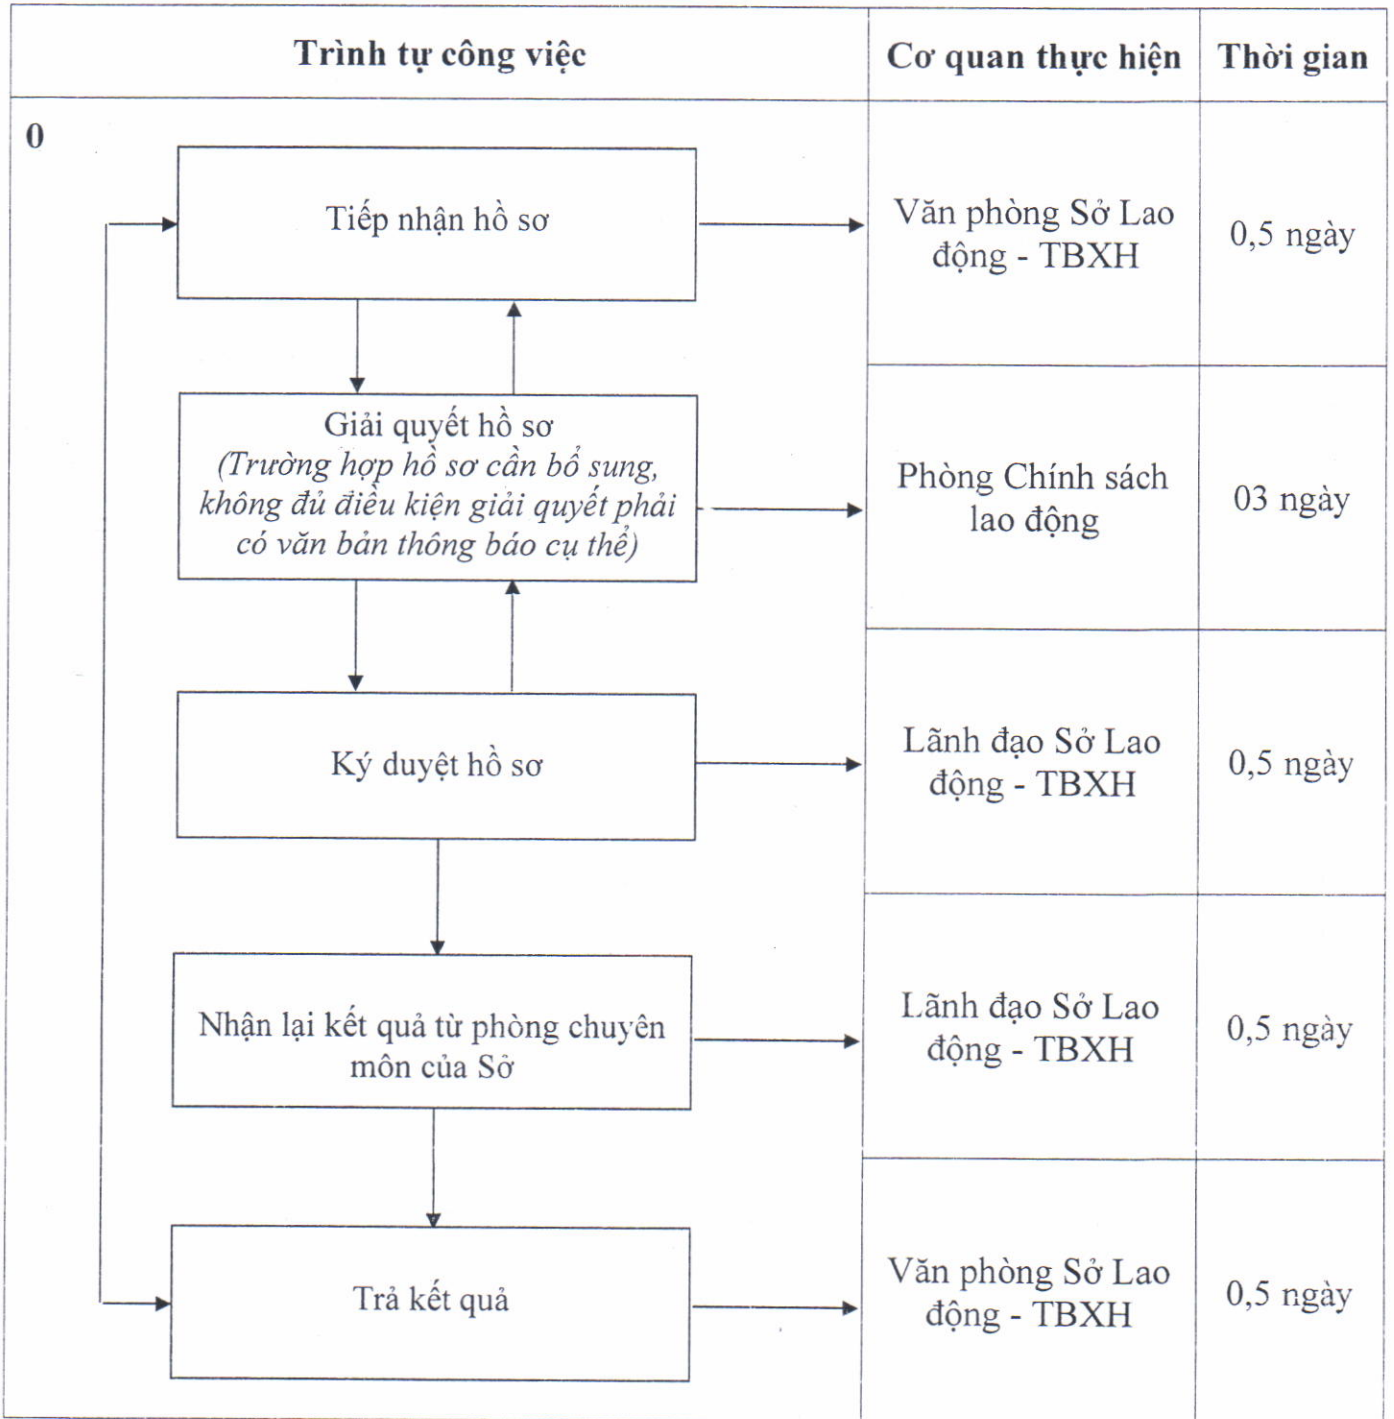 Trình tự công việc
Cơ quan thực hiện
Thời gian
0
Tiếp nhận hồ sơ
Văn phòng Sở Lao
động - TBXH
0,5 ngày
Giải quyết hồ sơ
(Trường hợp hồ sơ cần bổ sung,
không đủ điều kiện giải quyết phải
có văn bản thông báo cụ thể)
Phòng Chính sách
lao động
03 ngày
Ký duyệt hồ sơ
Lãnh đạo Sở Lao
động - TBXH
0,5 ngày
Nhận lại kết quả từ phòng chuyên
môn của Sở
Lãnh đạo Sở Lao
động - TBXH
0,5 ngày
Trả kết quả
Văn phòng Sở Lao
động - TBXH
0,5 ngày